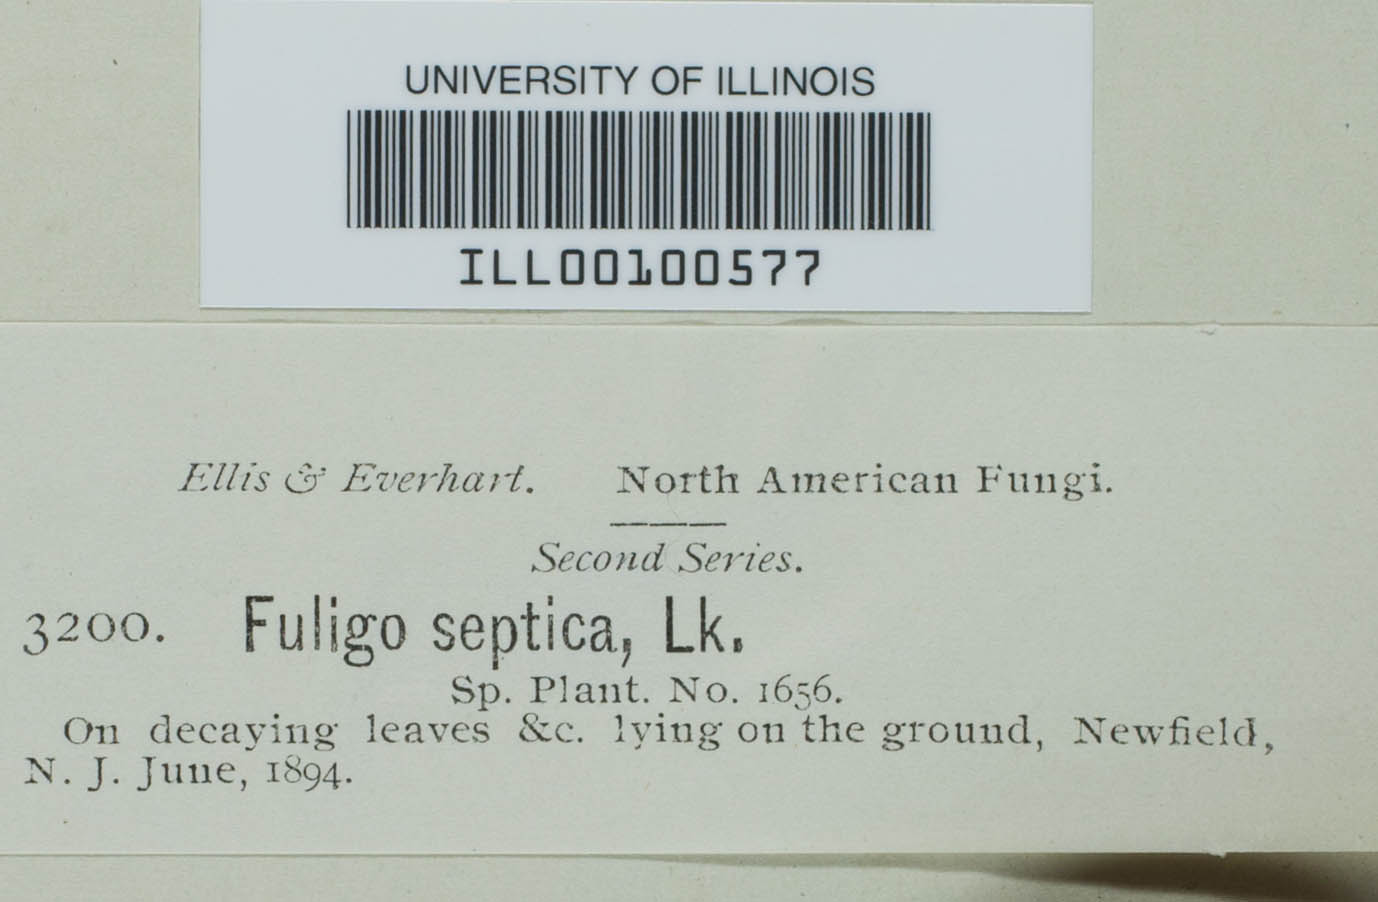 UNIVERSITY OF ILLINOIS
ILL00100577
Ellis & Everhart. North American Fungi.
Second Series.
3200. Fuligo septica, Lk.
Sp. Plant. No. 1656.
On decaying leaves &c. lying on the ground, Newfield,
N. J. June, 1894.